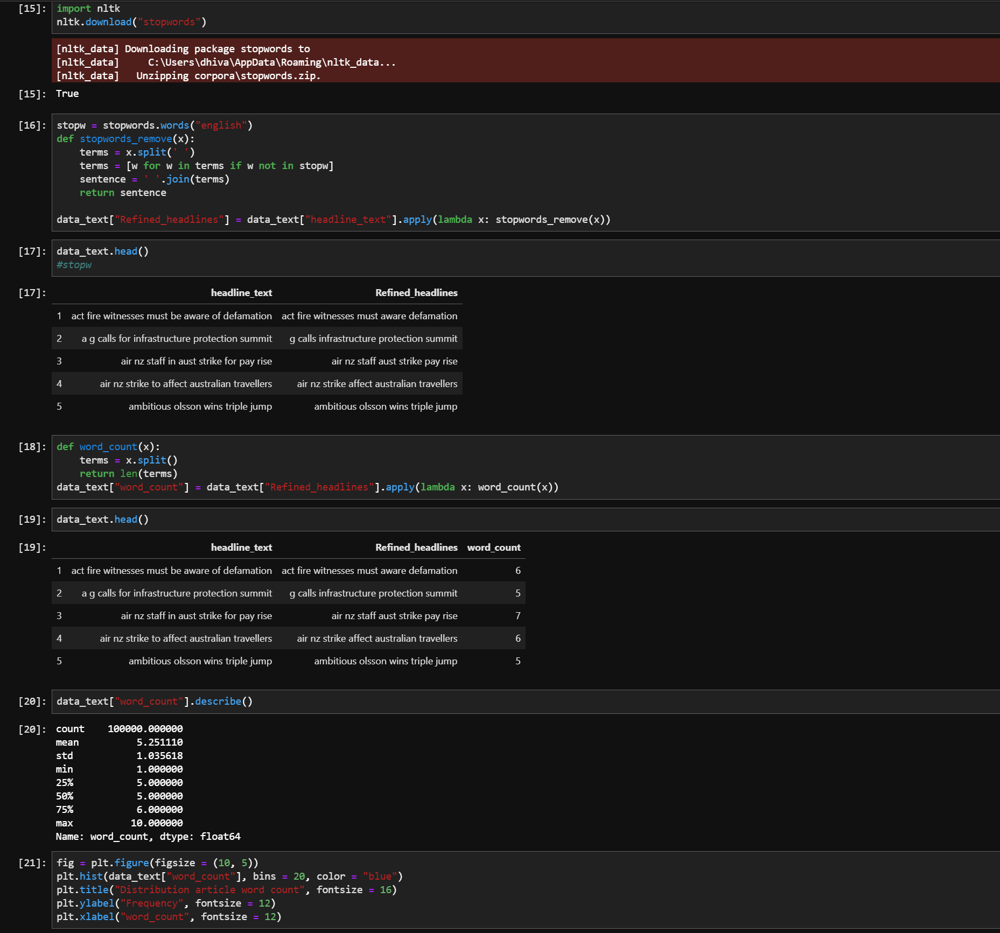 [15]: import nltk
nltk.download("stopwords")
[nltk_data] Downloading package stopwords to
[nltk_data]     C:\Users\dhiva\AppData\Roaming\nltk_data...
[nltk_data]   Unzipping corpora\stopwords.zip.
[15]: True
[16]: stopw = stopwords.words("english")
def stopwords_remove(x):
    terms = x.split(' ')
    terms = [w for w in terms if w not in stopw]
    sentence = ' '.join(terms)
    return sentence
data_text["Refined_headlines"] = data_text["headline_text"].apply(lambda x: stopwords_remove(x))
[17]: data_text.head()
#stopw
[17]: headline_text Refined_headlines
1 act fire witnesses must be aware of defamation act fire witnesses must aware defamation
2 a g calls for infrastructure protection summit g calls infrastructure protection summit
3 air nz staff in aust strike for pay rise air nz staff aust strike pay rise
4 air nz strike to affect australian travellers air nz strike affect australian travellers
5 ambitious olsson wins triple jump ambitious olsson wins triple jump
[18]: def word_count(x):
    terms = x.split()
    return len(terms)
data_text["word_count"] = data_text["Refined_headlines"].apply(lambda x: word_count(x))
[19]: data_text.head()
[19]: headline_text Refined_headlines word_count
1 act fire witnesses must be aware of defamation act fire witnesses must aware defamation 6
2 a g calls for infrastructure protection summit g calls infrastructure protection summit 5
3 air nz staff in aust strike for pay rise air nz staff aust strike pay rise 7
4 air nz strike to affect australian travellers air nz strike affect australian travellers 6
5 ambitious olsson wins triple jump ambitious olsson wins triple jump 5
[20]: data_text["word_count"].describe()
[20]: count    100000.000000
mean          5.251110
std           1.035618
min           1.000000
25%           5.000000
50%           5.000000
75%           6.000000
max          10.000000
Name: word_count, dtype: float64
[21]: fig = plt.figure(figsize = (10, 5))
plt.hist(data_text["word_count"], bins = 20, color = "blue")
plt.title("Distribution article word count", fontsize = 16)
plt.ylabel("Frequency", fontsize = 12)
plt.xlabel("word_count", fontsize = 12)